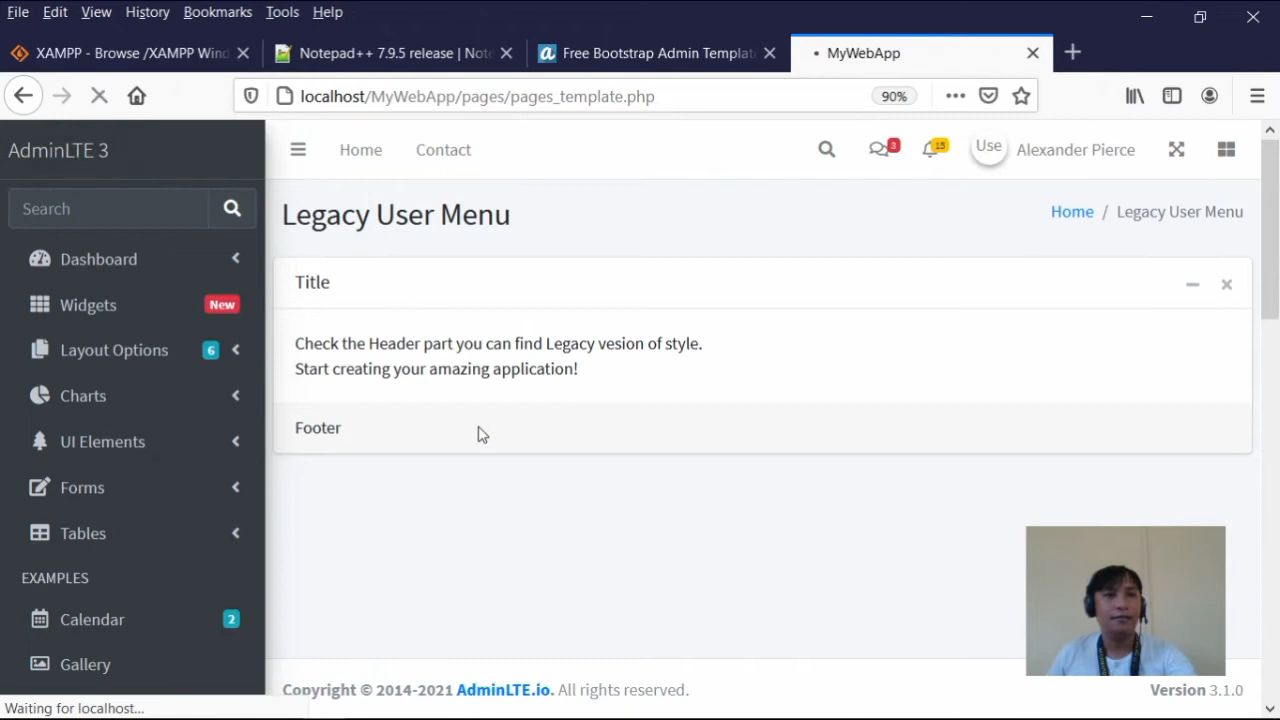 File Edit View History Bookmarks Tools Help
XAMPP - Browse /XAMPP Wind
Notepad++ 7.9.5 release | Note
Free Bootstrap Admin Template
MyWebApp
localhost/MyWebApp/pages/pages_template.php 90%
AdminLTE 3
Home Contact 3 15 Use Alexander Pierce
Search
Legacy User Menu
Home / Legacy User Menu
Dashboard
Widgets New
Layout Options 6
Charts
UI Elements
Forms
Tables
EXAMPLES
Calendar 2
Gallery
Title
Check the Header part you can find Legacy vesion of style.
Start creating your amazing application!
Footer
Copyright © 2014-2021 AdminLTE.io. All rights reserved. Version 3.1.0
Waiting for localhost...